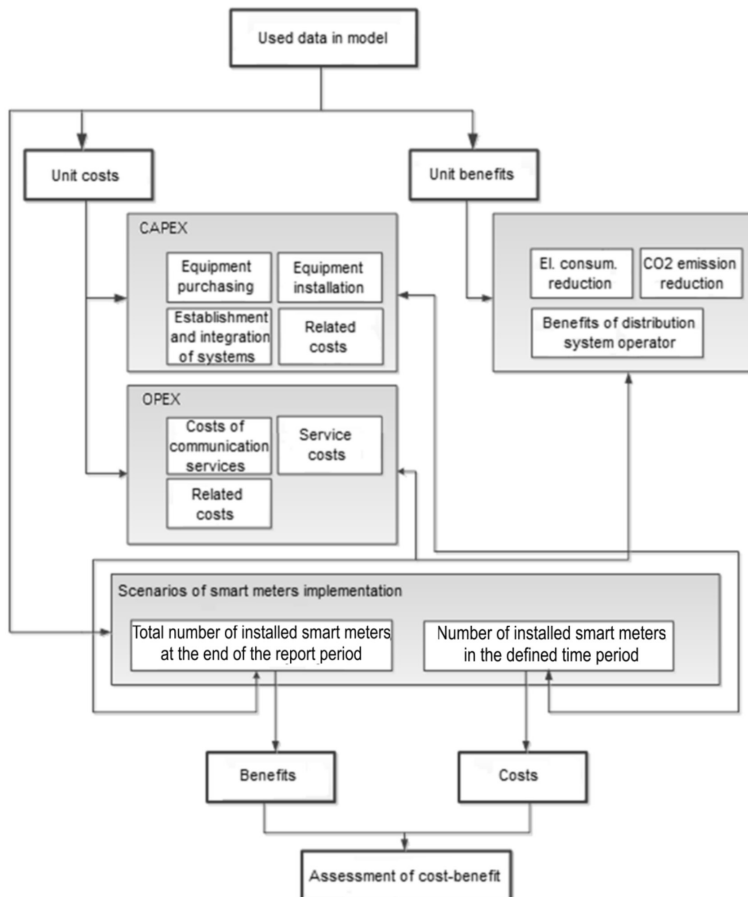 Used data in model
Unit costs
Unit benefits
CAPEX
Equipment
purchasing
Equipment
installation
Establishment
and integration
of systems
Related
costs
El. consum.
reduction
CO2 emission
reduction
Benefits of distribution
system operator
OPEX
Costs of
communication
services
Service
costs
Related
costs
Scenarios of smart meters implementation
Total number of installed smart meters
at the end of the report period
Number of installed smart meters
in the defined time period
Benefits
Costs
Assessment of cost-benefit